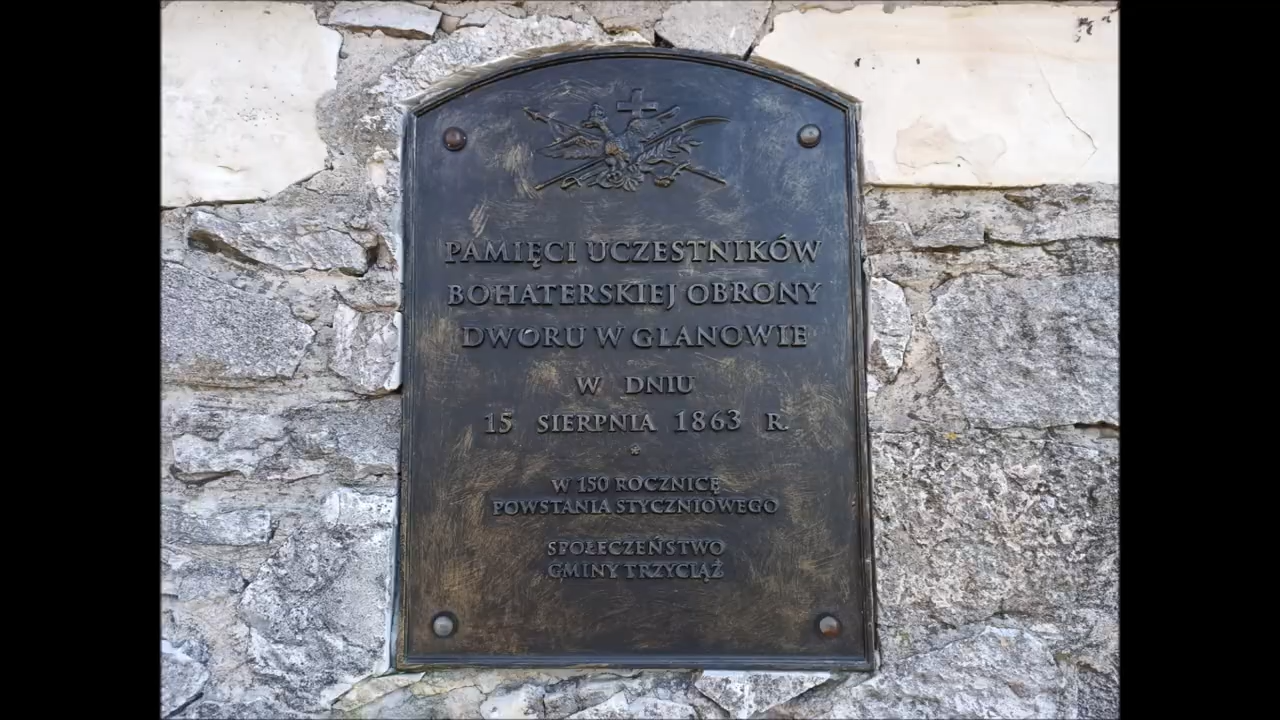 PAMIĘCI UCZESTNIKÓW
BOHATERSKIEJ OBRONY
DWORU W GLANOWIE
W DNIU
15 SIERPNIA 1863 R.
*
W 150 ROCZNICĘ
POWSTANIA STYCZNIOWEGO
SPOŁECZEŃSTWO
GMINY TRZYCIĄŻ